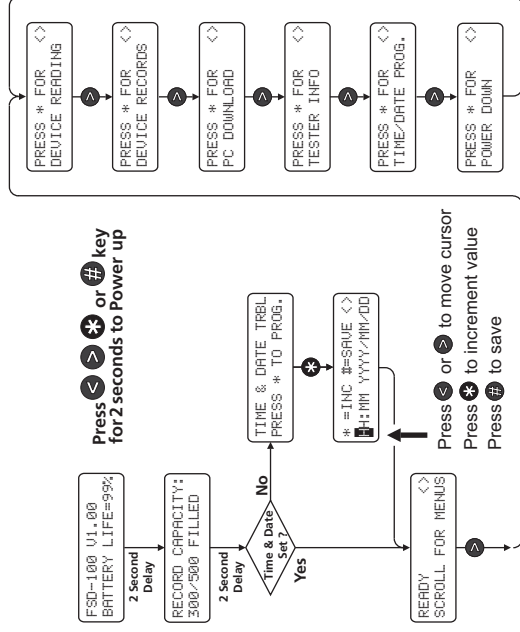 FSD-100 V1.00
BATTERY LIFE=99%
2 Second
Delay
RECORD CAPACITY:
300/500 FILLED
2 Second
Delay
Time & Date
Set ?
No
Yes
TIME & DATE TRBL
PRESS * TO PROG.
*
* =INC #=SAVE <>
HH:MM YYYY/MM/DD
READY <>
SCROLL FOR MENUS
>
Press < > * or # key
for 2 seconds to Power up
Press < or > to move cursor
Press * to increment value
Press # to save
PRESS * FOR <>
DEVICE READING
>
PRESS * FOR <>
DEVICE RECORDS
>
PRESS * FOR <>
PC DOWNLOAD
>
PRESS * FOR <>
TESTER INFO
>
PRESS * FOR <>
TIME/DATE PROG.
>
PRESS * FOR <>
POWER DOWN